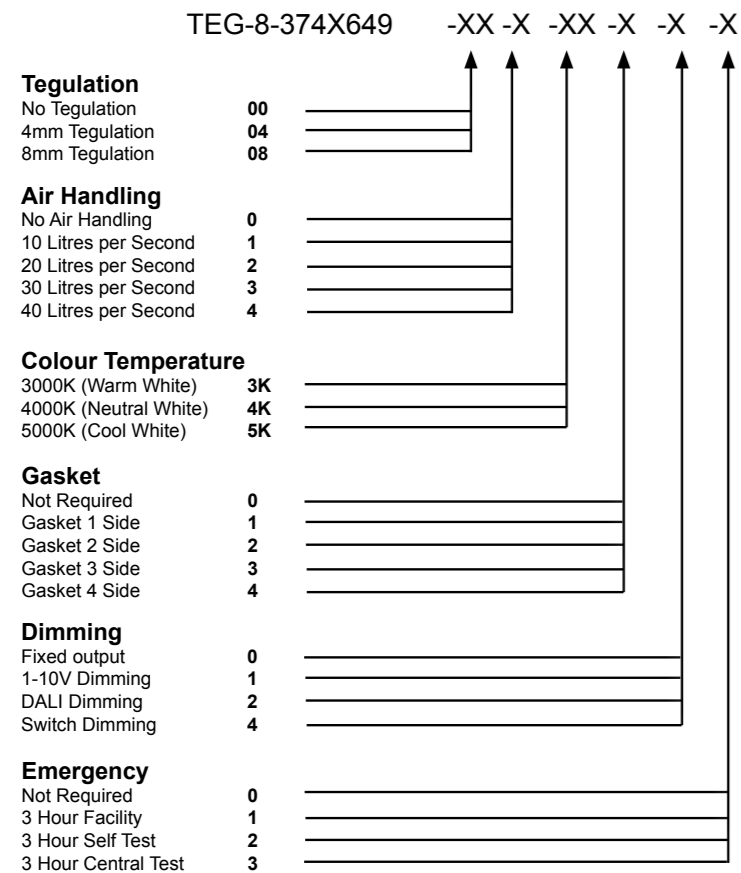 TEG-8-374X649 -XX -X -XX -X -X -X
Tegulation
No Tegulation 00
4mm Tegulation 04
8mm Tegulation 08
Air Handling
No Air Handling 0
10 Litres per Second 1
20 Litres per Second 2
30 Litres per Second 3
40 Litres per Second 4
Colour Temperature
3000K (Warm White) 3K
4000K (Neutral White) 4K
5000K (Cool White) 5K
Gasket
Not Required 0
Gasket 1 Side 1
Gasket 2 Side 2
Gasket 3 Side 3
Gasket 4 Side 4
Dimming
Fixed output 0
1-10V Dimming 1
DALI Dimming 2
Switch Dimming 4
Emergency
Not Required 0
3 Hour Facility 1
3 Hour Self Test 2
3 Hour Central Test 3